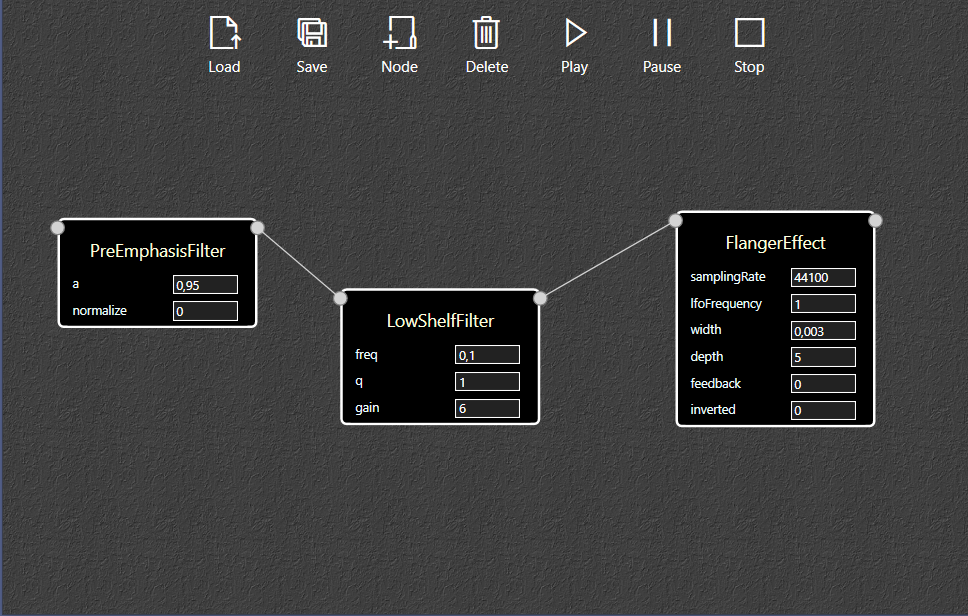 Load Save Node Delete Play Pause Stop
PreEmphasisFilter
a 0,95
normalize 0
LowShelfFilter
freq 0,1
q 1
gain 6
FlangerEffect
samplingRate 44100
lfoFrequency 1
width 0,003
depth 5
feedback 0
inverted 0